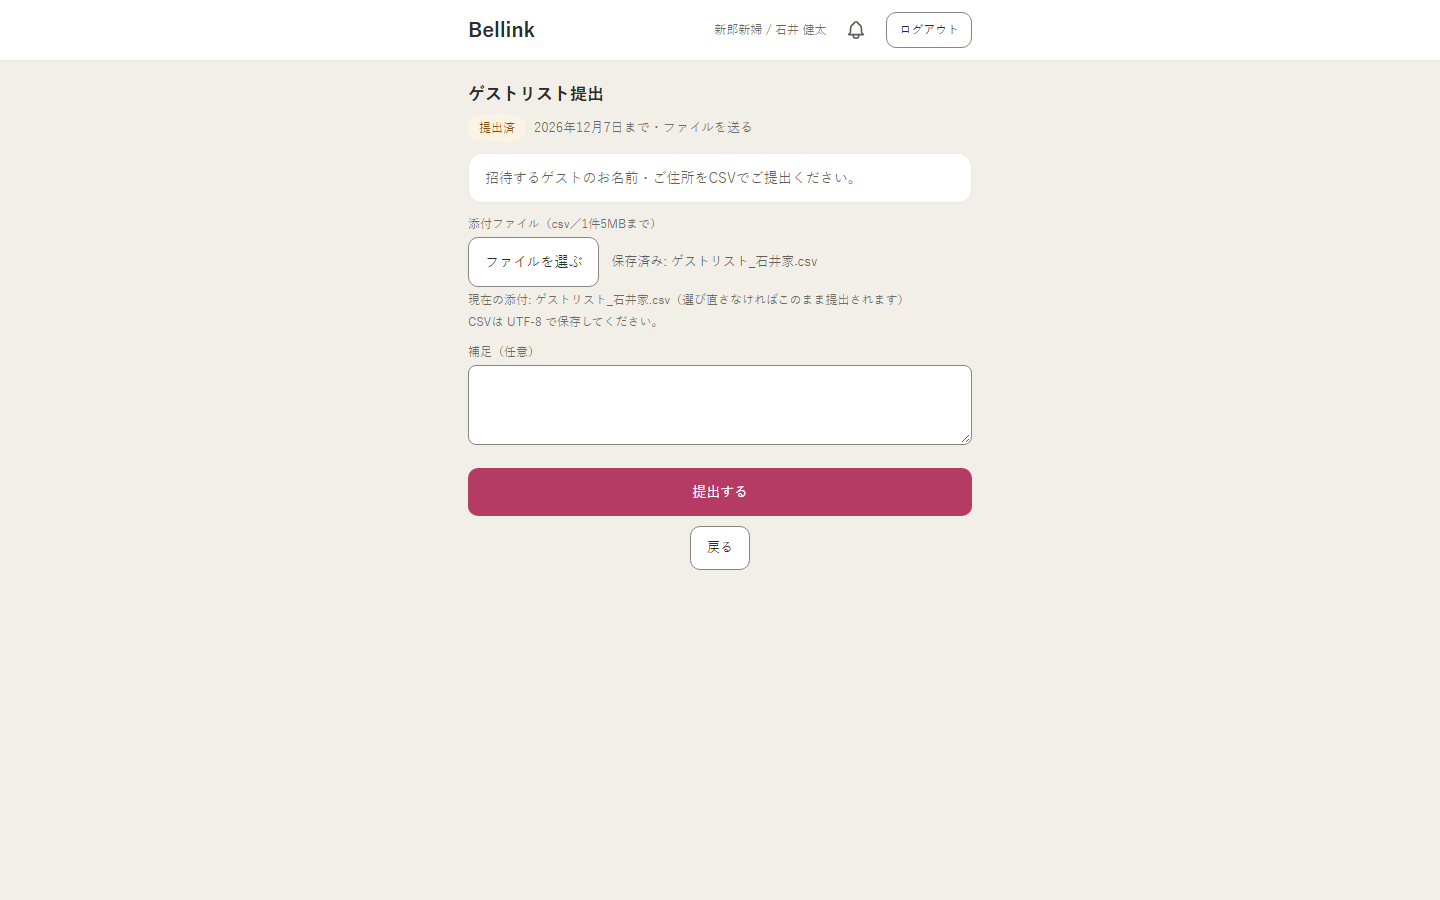 Bellink
新郎新婦 / 石井 健太
ログアウト
ゲストリスト提出
提出済 2026年12月7日まで・ファイルを送る
招待するゲストのお名前・ご住所をCSVでご提出ください。
添付ファイル（csv／1件5MBまで）
ファイルを選ぶ 保存済み: ゲストリスト_石井家.csv
現在の添付: ゲストリスト_石井家.csv（選び直さなければこのまま提出されます）
CSVは UTF-8 で保存してください。
補足（任意）
提出する
戻る